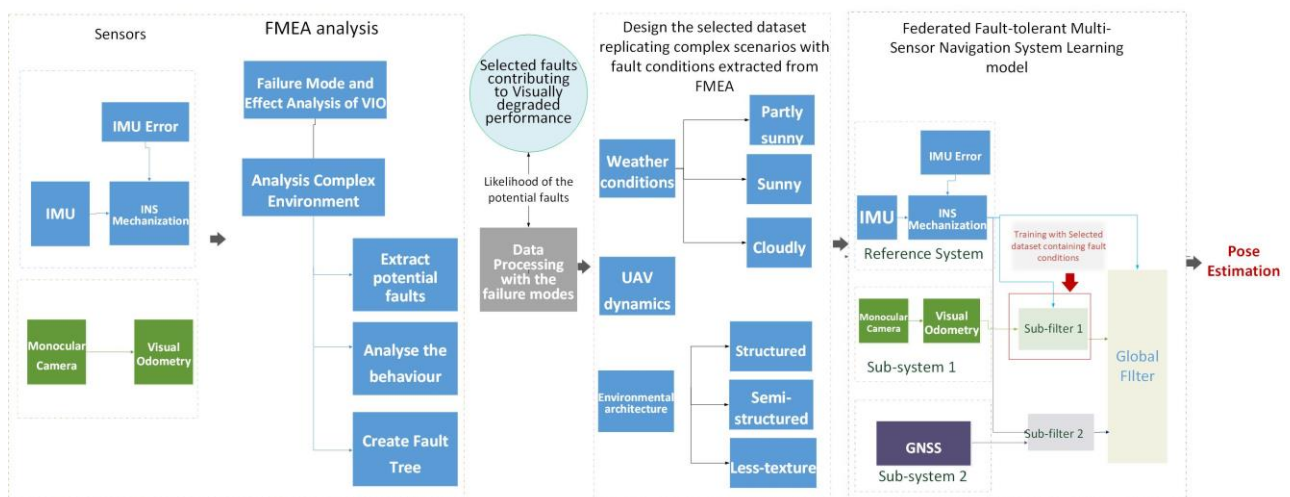 Sensors
IMU Error
IMU
INS
Mechanization
Monocular
Camera
Visual
Odometry
FMEA analysis
Failure Mode and
Effect Analysis of VIO
Analysis Complex
Environment
Extract
potential
faults
Analyse the
behaviour
Create Fault
Tree
Selected faults
contributing
to Visually
degraded
performance
Likelihood of the
potential faults
Data
Processing
with the
failure modes
Design the selected dataset
replicating complex scenarios with
fault conditions extracted from
FMEA
Weather
conditions
Partly
sunny
Sunny
Cloudly
UAV
dynamics
Environmental
architecture
Structured
Semi-
structured
Less-texture
Federated Fault-tolerant Multi-
Sensor Navigation System Learning
model
IMU Error
IMU
INS
Mechanization
Reference System
Training with Selected
dataset containing fault
conditions
Monocular
Camera
Visual
Odometry
Sub-system 1
Sub-filter 1
GNSS
Sub-system 2
Sub-filter 2
Global
FIlter
Pose
Estimation